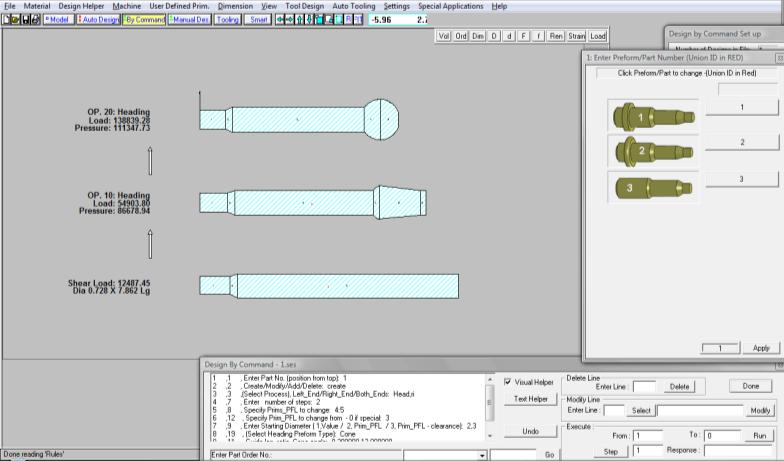 File Material Design Helper Machine User Defined Prim. Dimension View Tool Design Auto Tooling Settings Special Applications Help
Model Auto Design By Command Manual Des. Tooling Smart -5.96
Vol Ord Dim D d F f Ren Strain Load
Design by Command Set up
1: Enter Preform/Part Number (Union ID in RED)
Click Preform/Part to change -(Union ID in Red)
1 1
2 2
3 3
1 Apply
OP. 20: Heading
Load: 138839.28
Pressure: 111347.73
OP. 10: Heading
Load: 54903.80
Pressure: 86678.94
Shear Load: 12487.45
Dia 0.728 X 7.862 Lg
Design By Command - 1.ses
1 ,1 , Enter Part No. (position from top): 1
2 ,2 , Create/Modify/Add/Delete: create
3 ,3 ,(Select Process), Left_End/Right_End/Both_Ends: Head,ri
4 ,7 , Enter number of steps: 2
5 ,8 , Specify Prims_PFL to change: 4:5
6 ,12 , Specify Prim_PFL to change from - 0 if special: 3
7 ,9 , Enter Starting Diameter ( 1,Value / 2, Prim_PFL / 3, Prim_PFL - clearance): 2,3
8 ,19 , (Select Heading Preform Type): Cone
Enter Part Order No.:
Go
Visual Helper
Text Helper
Undo
Delete Line
Enter Line : Delete
Done
Modify Line
Enter Line : Select Modify
Execute :
From : 1 To : 0 Run
Step 1 Response :
Done reading 'Rules'